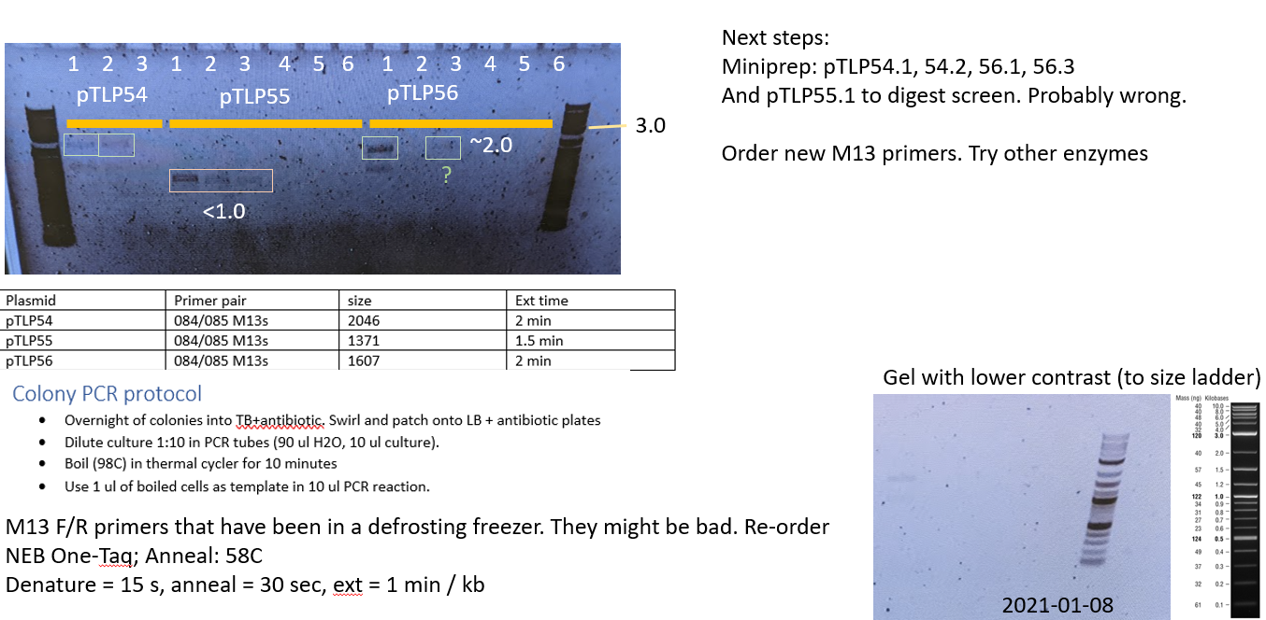 1 2 3 1 2 3 4 5 6 1 2 3 4 5 6
pTLP54 pTLP55 pTLP56
3.0
~2.0
?
<1.0
Next steps:
Miniprep: pTLP54.1, 54.2, 56.1, 56.3
And pTLP55.1 to digest screen. Probably wrong.
Order new M13 primers. Try other enzymes
Plasmid Primer pair size Ext time
pTLP54 084/085 M13s 2046 2 min
pTLP55 084/085 M13s 1371 1.5 min
pTLP56 084/085 M13s 1607 2 min
Colony PCR protocol
• Overnight of colonies into TB+antibiotic. Swirl and patch onto LB + antibiotic plates
• Dilute culture 1:10 in PCR tubes (90 ul H2O, 10 ul culture).
• Boil (98C) in thermal cycler for 10 minutes
• Use 1 ul of boiled cells as template in 10 ul PCR reaction.
M13 F/R primers that have been in a defrosting freezer. They might be bad. Re-order
NEB One-Taq; Anneal: 58C
Denature = 15 s, anneal = 30 sec, ext = 1 min / kb
Gel with lower contrast (to size ladder)
2021-01-08
Mass (ng) Kilobases
40 10.0
40 8.0
48 6.0
40 5.0
32 4.0
120 3.0
40 2.0
57 1.5
45 1.2
122 1.0
34 0.9
31 0.8
27 0.7
23 0.6
124 0.5
49 0.4
37 0.3
32 0.2
61 0.1